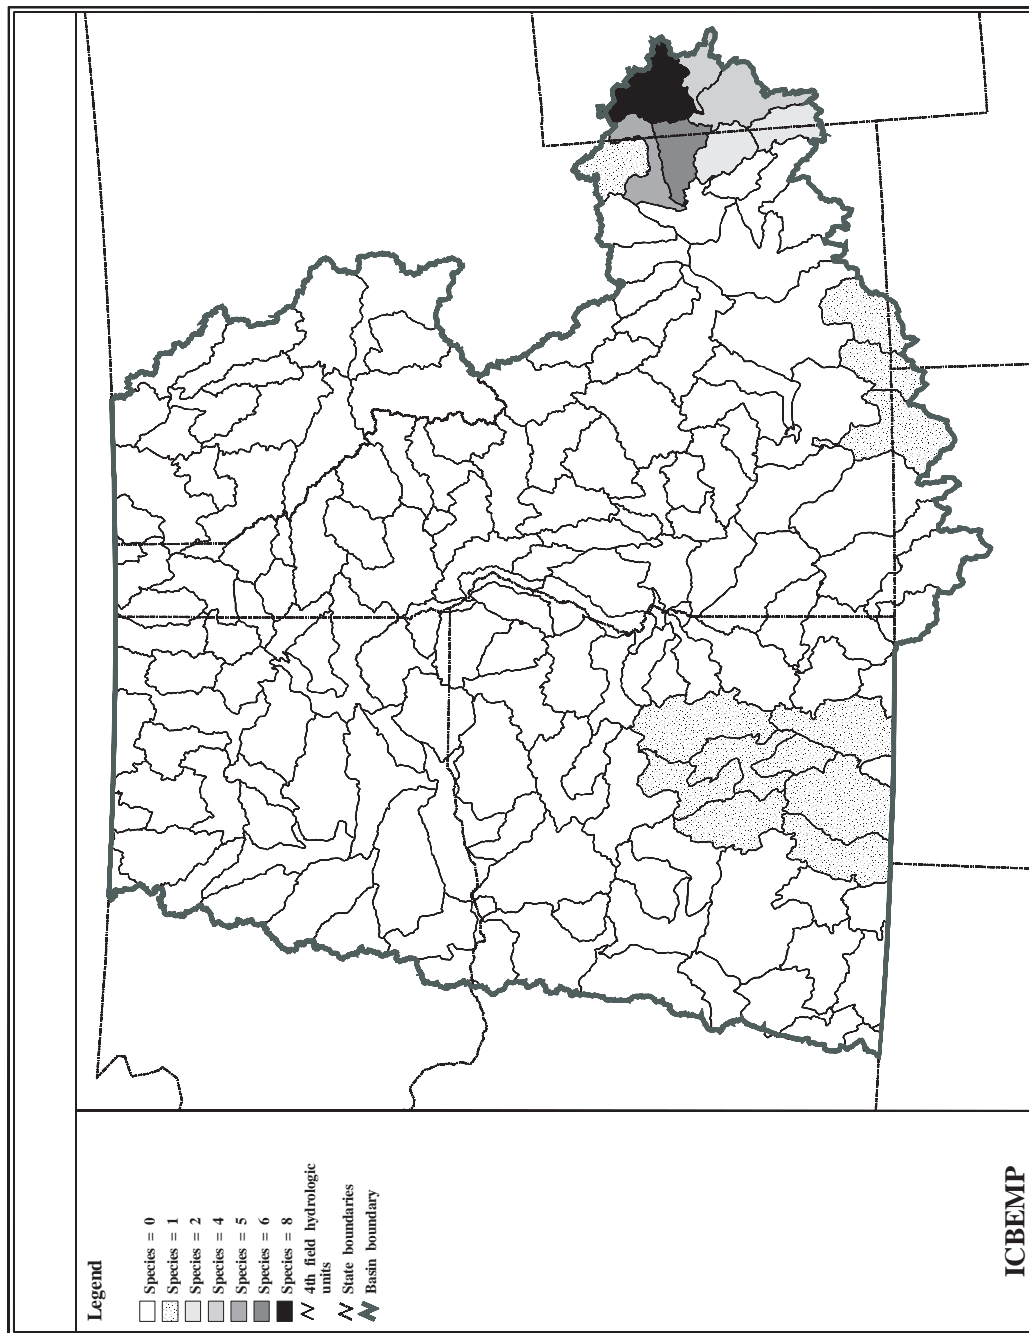 Legend
Species = 0
Species = 1
Species = 2
Species = 4
Species = 5
Species = 6
Species = 8
4th field hydrologic
units
State boundaries
Basin boundary
ICBEMP